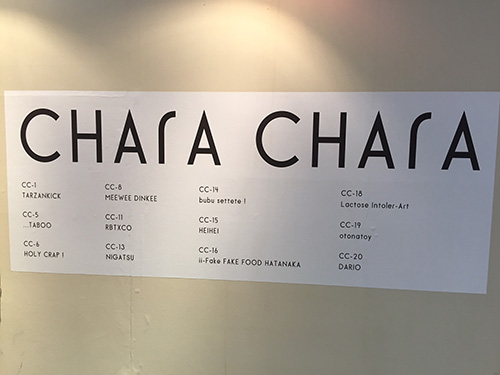 CHArA CHArA
CC-1
TARZANKICK
CC-5
...TABOO
CC-6
HOLY CRAP !
CC-8
MEEWEE DINKEE
CC-11
RBTXCO
CC-13
NIGATSU
CC-14
bubu settete !
CC-15
HEIHEI
CC-16
ii-Fake FAKE FOOD HATANAKA
CC-18
Lactose Intoler-Art
CC-19
otonatoy
CC-20
DARIO